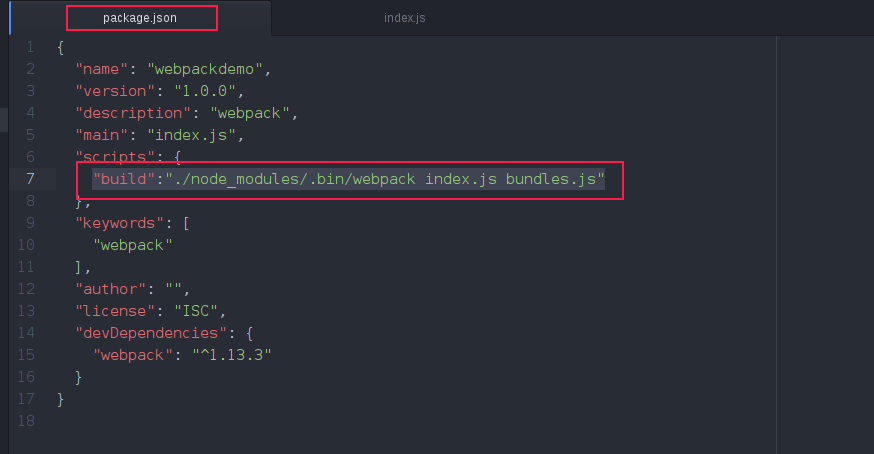 package.json index.js
1 {
2 "name": "webpackdemo",
3 "version": "1.0.0",
4 "description": "webpack",
5 "main": "index.js",
6 "scripts": {
7 "build":"./node_modules/.bin/webpack index.js bundles.js"
8 },
9 "keywords": [
10 "webpack"
11 ],
12 "author": "",
13 "license": "ISC",
14 "devDependencies": {
15 "webpack": "^1.13.3"
16 }
17 }
18